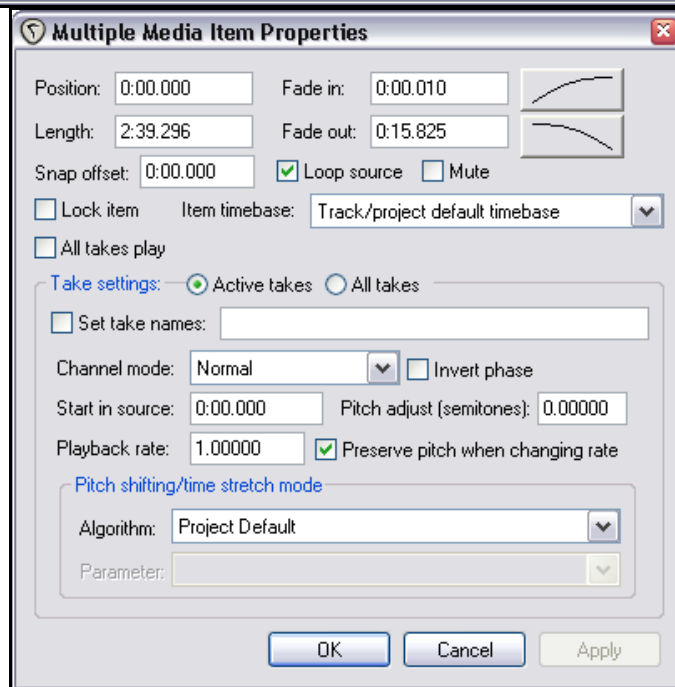 Multiple Media Item Properties
Position: 0:00.000 Fade in: 0:00.010
Length: 2:39.296 Fade out: 0:15.825
Snap offset: 0:00.000 Loop source Mute
Lock item Item timebase: Track/project default timebase
All takes play
Take settings: Active takes All takes
Set take names:
Channel mode: Normal Invert phase
Start in source: 0:00.000 Pitch adjust (semitones): 0.00000
Playback rate: 1.00000 Preserve pitch when changing rate
Pitch shifting/time stretch mode
Algorithm: Project Default
Parameter:
OK Cancel Apply